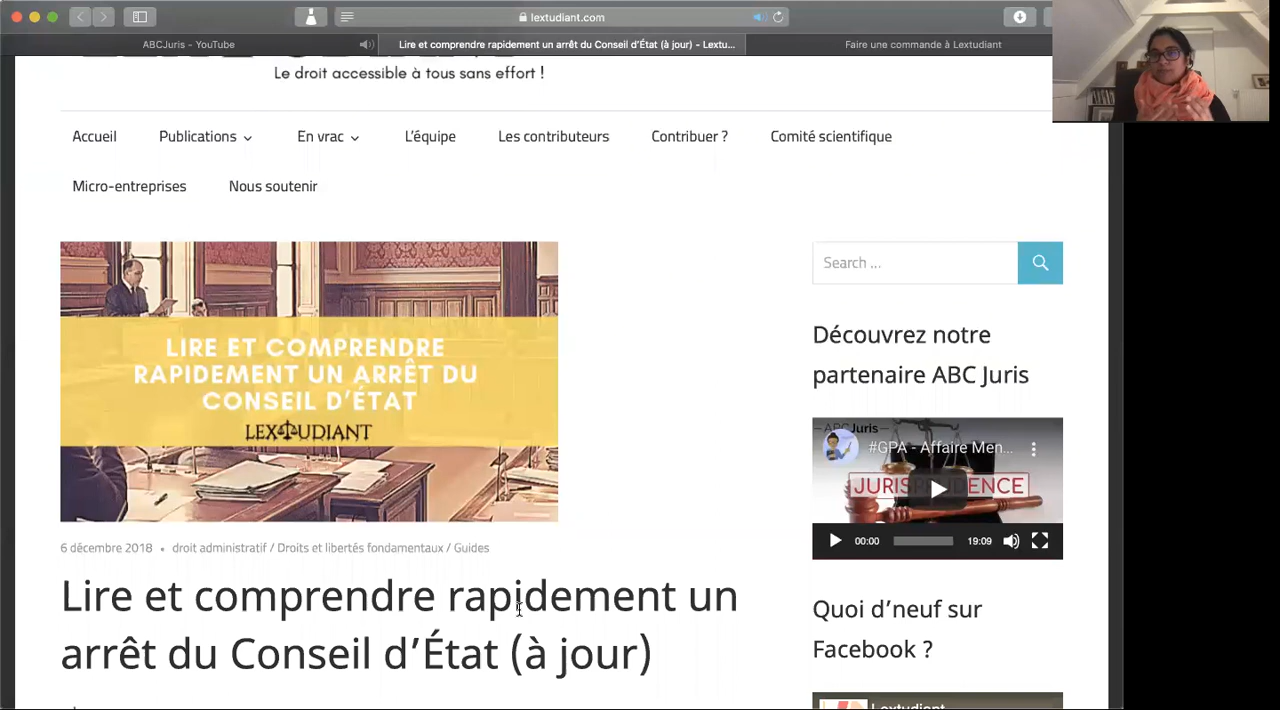 lextudiant.com
ABCJuris - YouTube
Lire et comprendre rapidement un arrêt du Conseil d'État (à jour) - Lextu...
Faire une commande à Lextudiant
Le droit accessible à tous sans effort !
Accueil
Publications
En vrac
L'équipe
Les contributeurs
Contribuer ?
Comité scientifique
Micro-entreprises
Nous soutenir
LIRE ET COMPRENDRE
RAPIDEMENT UN ARRÊT DU
CONSEIL D'ÉTAT
LEXTUDIANT
Search ...
Découvrez notre
partenaire ABC Juris
ABCJuris
#GPA - Affaire Men...
JURISPRUDENCE
00:00
19:09
6 décembre 2018 • droit administratif / Droits et libertés fondamentaux / Guides
Lire et comprendre rapidement un
arrêt du Conseil d'État (à jour)
Quoi d'neuf sur
Facebook ?
Lextudiant